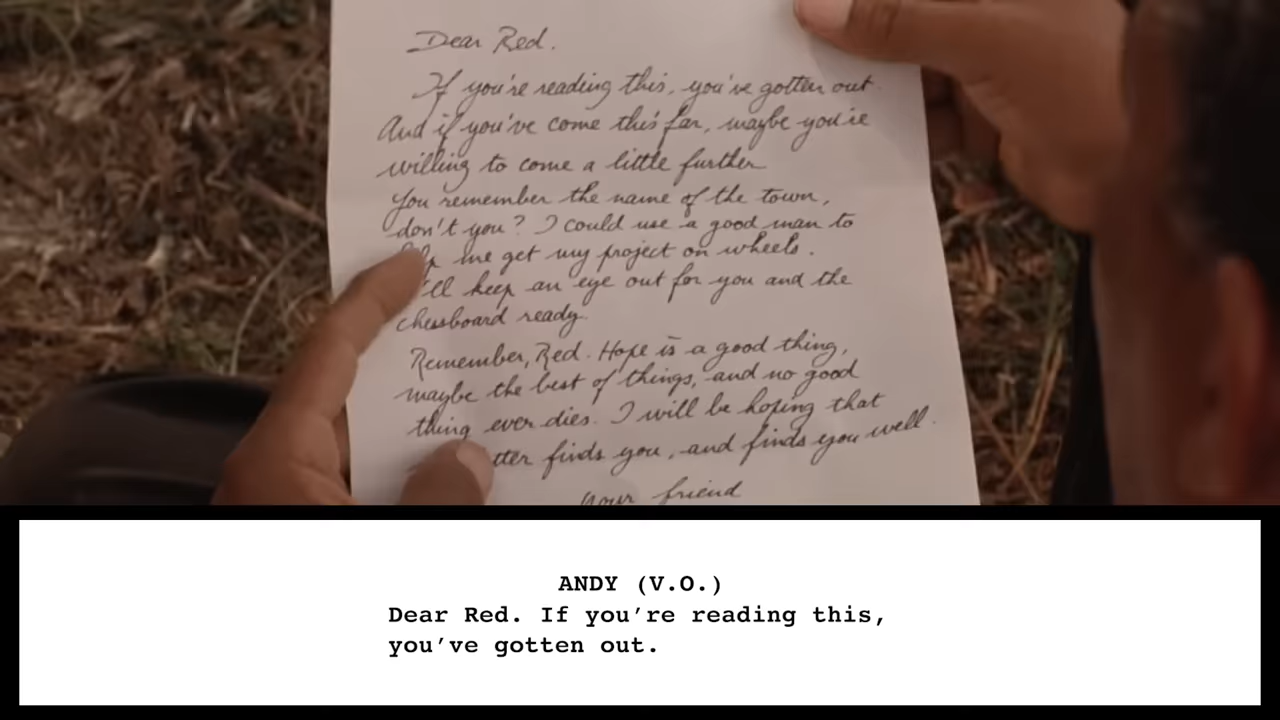 Dear Red.
If you're reading this, you've gotten out.
And if you've come this far, maybe you're
willing to come a little further
You remember the name of the town,
don't you? I could use a good man to
me get my project on wheels.
'll keep an eye out for you and the
chessboard ready
Remember, Red. Hope is a good thing,
maybe the best of things, and no good
thing ever dies. I will be hoping that
tter finds you, and finds you well.
your friend
ANDY (V.O.)
Dear Red. If you’re reading this,
you’ve gotten out.